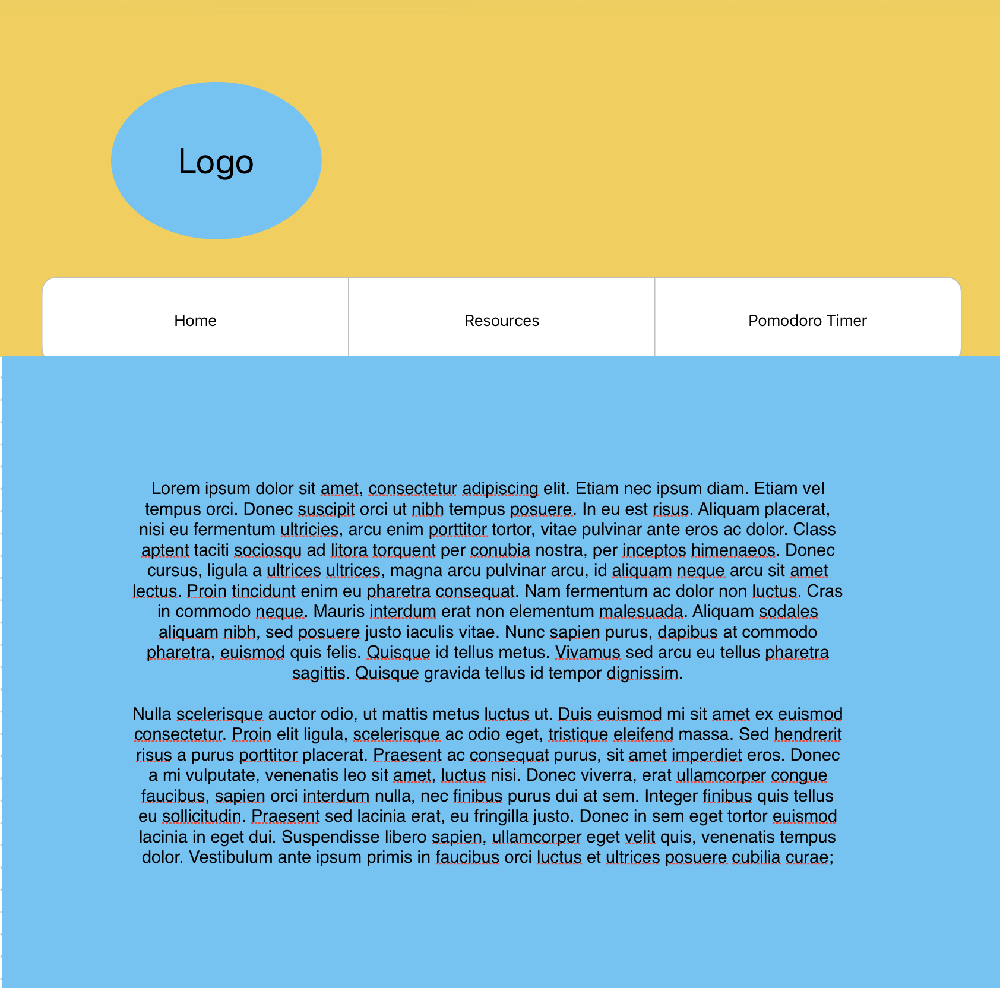 Logo
Home
Resources
Pomodoro Timer
Lorem ipsum dolor sit amet, consectetur adipiscing elit. Etiam nec ipsum diam. Etiam vel
tempus orci. Donec suscipit orci ut nibh tempus posuere. In eu est risus. Aliquam placerat,
nisi eu fermentum ultricies, arcu enim porttitor tortor, vitae pulvinar ante eros ac dolor. Class
aptent taciti sociosqu ad litora torquent per conubia nostra, per inceptos himenaeos. Donec
cursus, ligula a ultrices ultrices, magna arcu pulvinar arcu, id aliquam neque arcu sit amet
lectus. Proin tincidunt enim eu pharetra consequat. Nam fermentum ac dolor non luctus. Cras
in commodo neque. Mauris interdum erat non elementum malesuada. Aliquam sodales
aliquam nibh, sed posuere justo iaculis vitae. Nunc sapien purus, dapibus at commodo
pharetra, euismod quis felis. Quisque id tellus metus. Vivamus sed arcu eu tellus pharetra
sagittis. Quisque gravida tellus id tempor dignissim.
Nulla scelerisque auctor odio, ut mattis metus luctus ut. Duis euismod mi sit amet ex euismod
consectetur. Proin elit ligula, scelerisque ac odio eget, tristique eleifend massa. Sed hendrerit
risus a purus porttitor placerat. Praesent ac consequat purus, sit amet imperdiet eros. Donec
a mi vulputate, venenatis leo sit amet, luctus nisi. Donec viverra, erat ullamcorper congue
faucibus, sapien orci interdum nulla, nec finibus purus dui at sem. Integer finibus quis tellus
eu sollicitudin. Praesent sed lacinia erat, eu fringilla justo. Donec in sem eget tortor euismod
lacinia in eget dui. Suspendisse libero sapien, ullamcorper eget velit quis, venenatis tempus
dolor. Vestibulum ante ipsum primis in faucibus orci luctus et ultrices posuere cubilia curae;